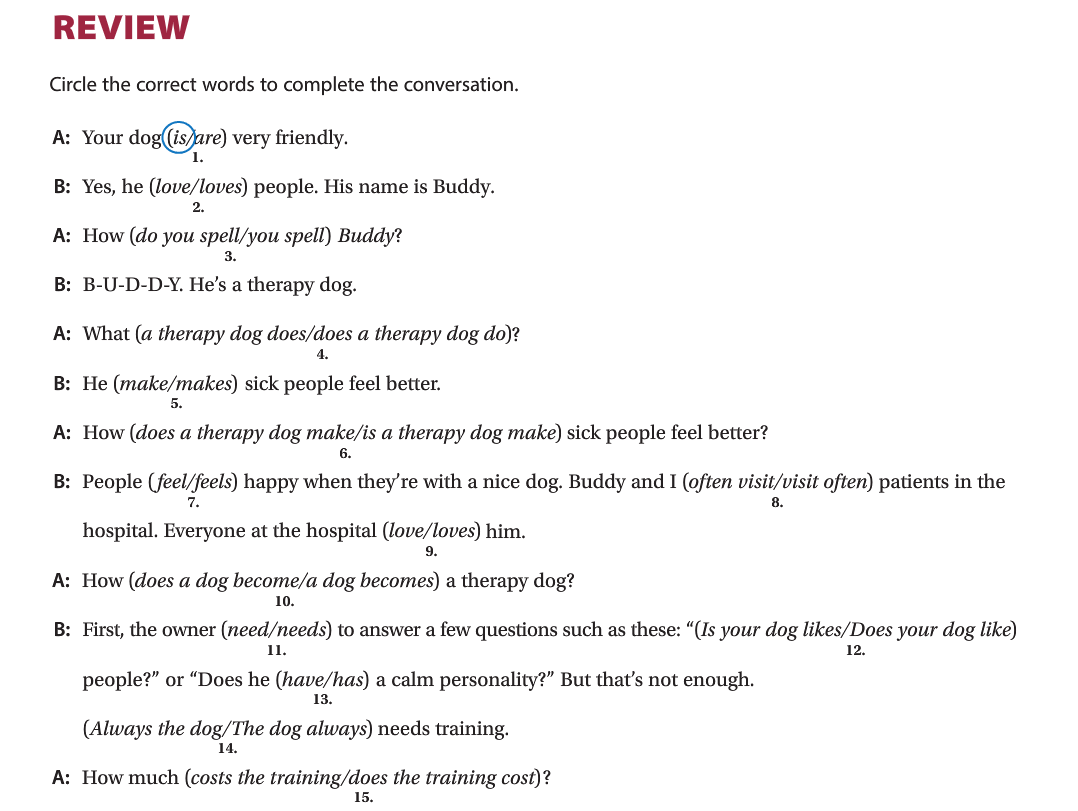 REVIEW
Circle the correct words to complete the conversation.
A: Your dog (is/are) very friendly.
1.
B: Yes, he (love/loves) people. His name is Buddy.
2.
A: How (do you spell/you spell) Buddy?
3.
B: B-U-D-D-Y. He's a therapy dog.
A: What (a therapy dog does/does a therapy dog do)?
4.
B: He (make/makes) sick people feel better.
5.
A: How (does a therapy dog make/is a therapy dog make) sick people feel better?
6.
B: People (feel/feels) happy when they're with a nice dog. Buddy and I (often visit/visit often) patients in the
7. 8.
hospital. Everyone at the hospital (love/loves) him.
9.
A: How (does a dog become/a dog becomes) a therapy dog?
10.
B: First, the owner (need/needs) to answer a few questions such as these: “(Is your dog likes/Does your dog like)
11. 12.
people?” or “Does he (have/has) a calm personality?” But that's not enough.
13.
(Always the dog/The dog always) needs training.
14.
A: How much (costs the training/does the training cost)?
15.